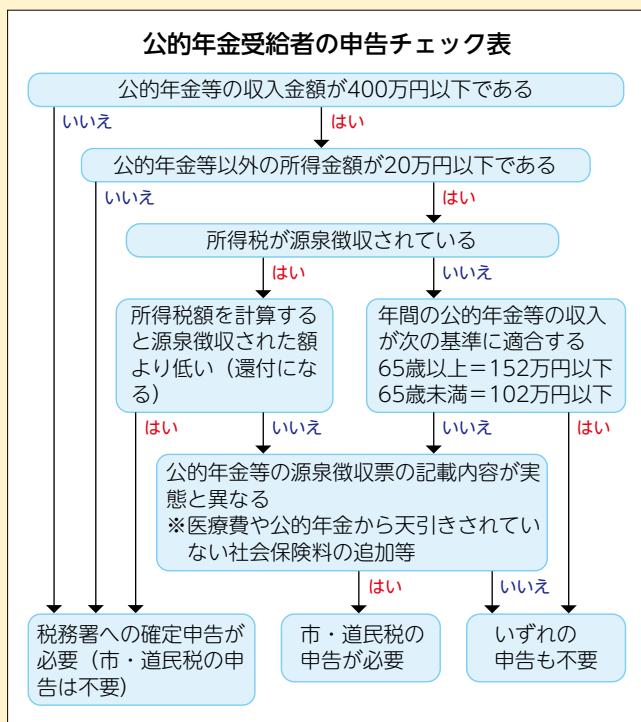 公的年金受給者の申告チェック表
公的年金等の収入金額が400万円以下である
いいえ
はい
公的年金等以外の所得金額が20万円以下である
いいえ
はい
所得税が源泉徴収されている
はい
いいえ
所得税額を計算する
と源泉徴収された額
より低い（還付にな
る）
年間の公的年金等の収入
が次の基準に適合する
65歳以上＝152万円以下
65歳未満＝102万円以下
はい
いいえ
いいえ
はい
公的年金等の源泉徴収票の記載内容が実
態と異なる
※医療費や公的年金から天引きされてい
ない社会保険料の追加等
はい
いいえ
税務署への確定申告が
必要（市・道民税の申
告は不要）
市・道民税の
申告が必要
いずれの
申告も不要